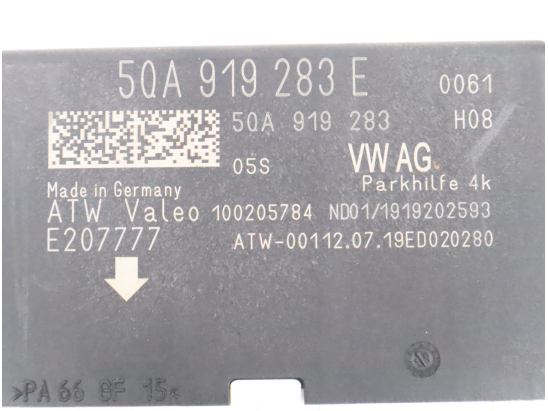 5QA 919 283 E 0061
5QA 919 283 H08
05S VW AG
Parkhilfe 4k
Made in Germany
ATW Valeo 100205784 ND01/1919202593
E207777 ATW-00112.07.19ED020280
>PA 66 GF 15<